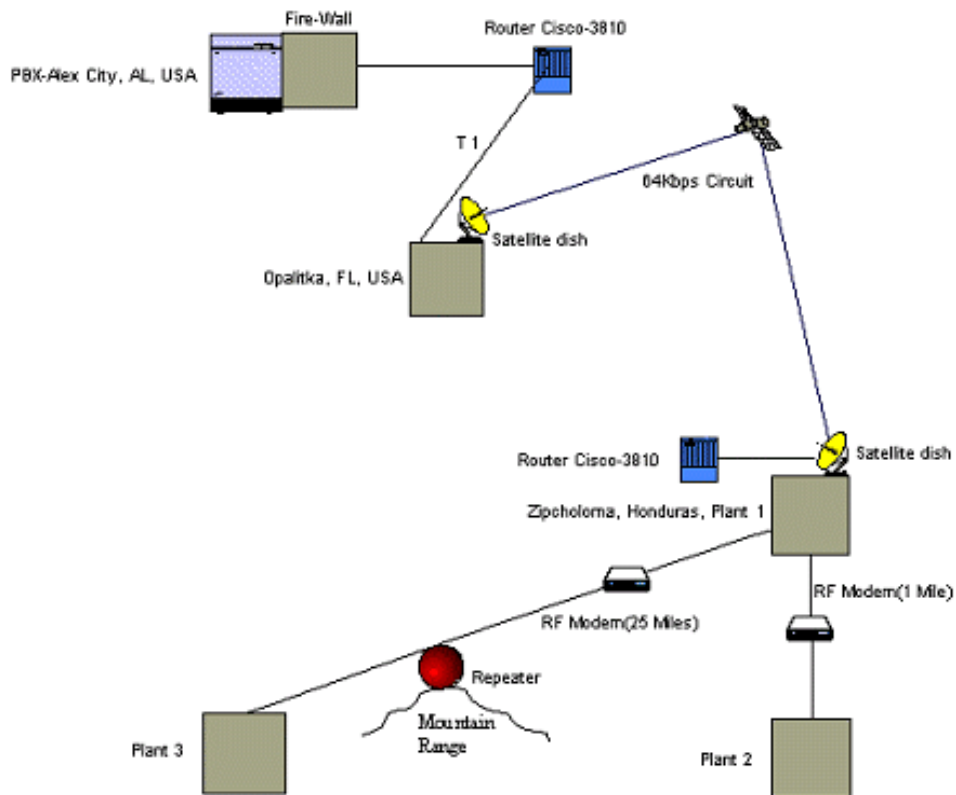 Fire-Wall
Router Cisco-3810
PBX-Alex City, AL, USA
T 1
64Kbps Circuit
Satellite dish
Opalitka, FL, USA
Router Cisco-3810
Satellite dish
Zipcholoma, Honduras, Plant 1
RF Modem(1 Mile)
RF Modem(25 Miles)
Repeater
Mountain
Range
Plant 3
Plant 2